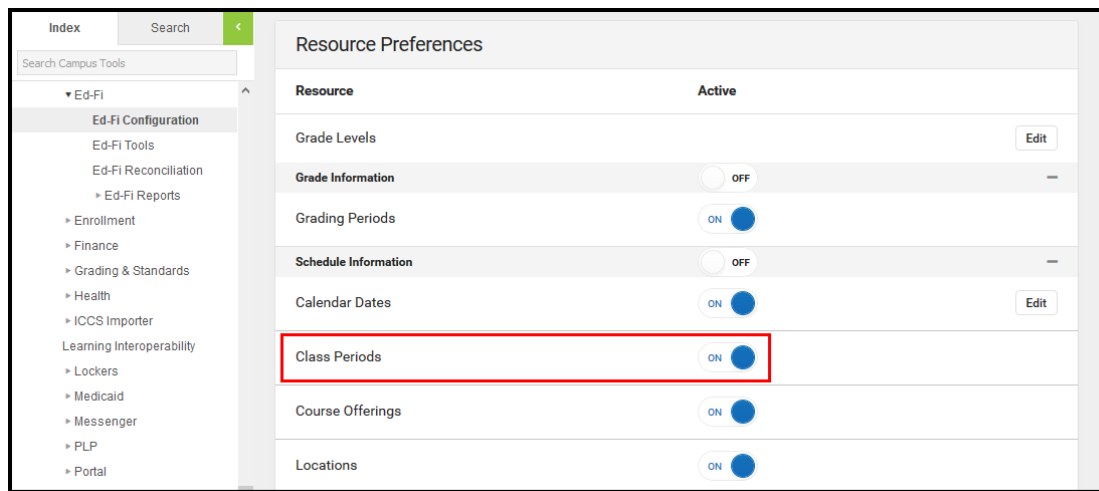 Index Search <
Search Campus Tools
Ed-Fi
Ed-Fi Configuration
Ed-Fi Tools
Ed-Fi Reconciliation
Ed-Fi Reports
Enrollment
Finance
Grading & Standards
Health
ICCS Importer
Learning Interoperability
Lockers
Medicaid
Messenger
PLP
Portal
Resource Preferences
Resource Active
Grade Levels Edit
Grade Information OFF
Grading Periods ON
Schedule Information OFF
Calendar Dates ON Edit
Class Periods ON
Course Offerings ON
Locations ON